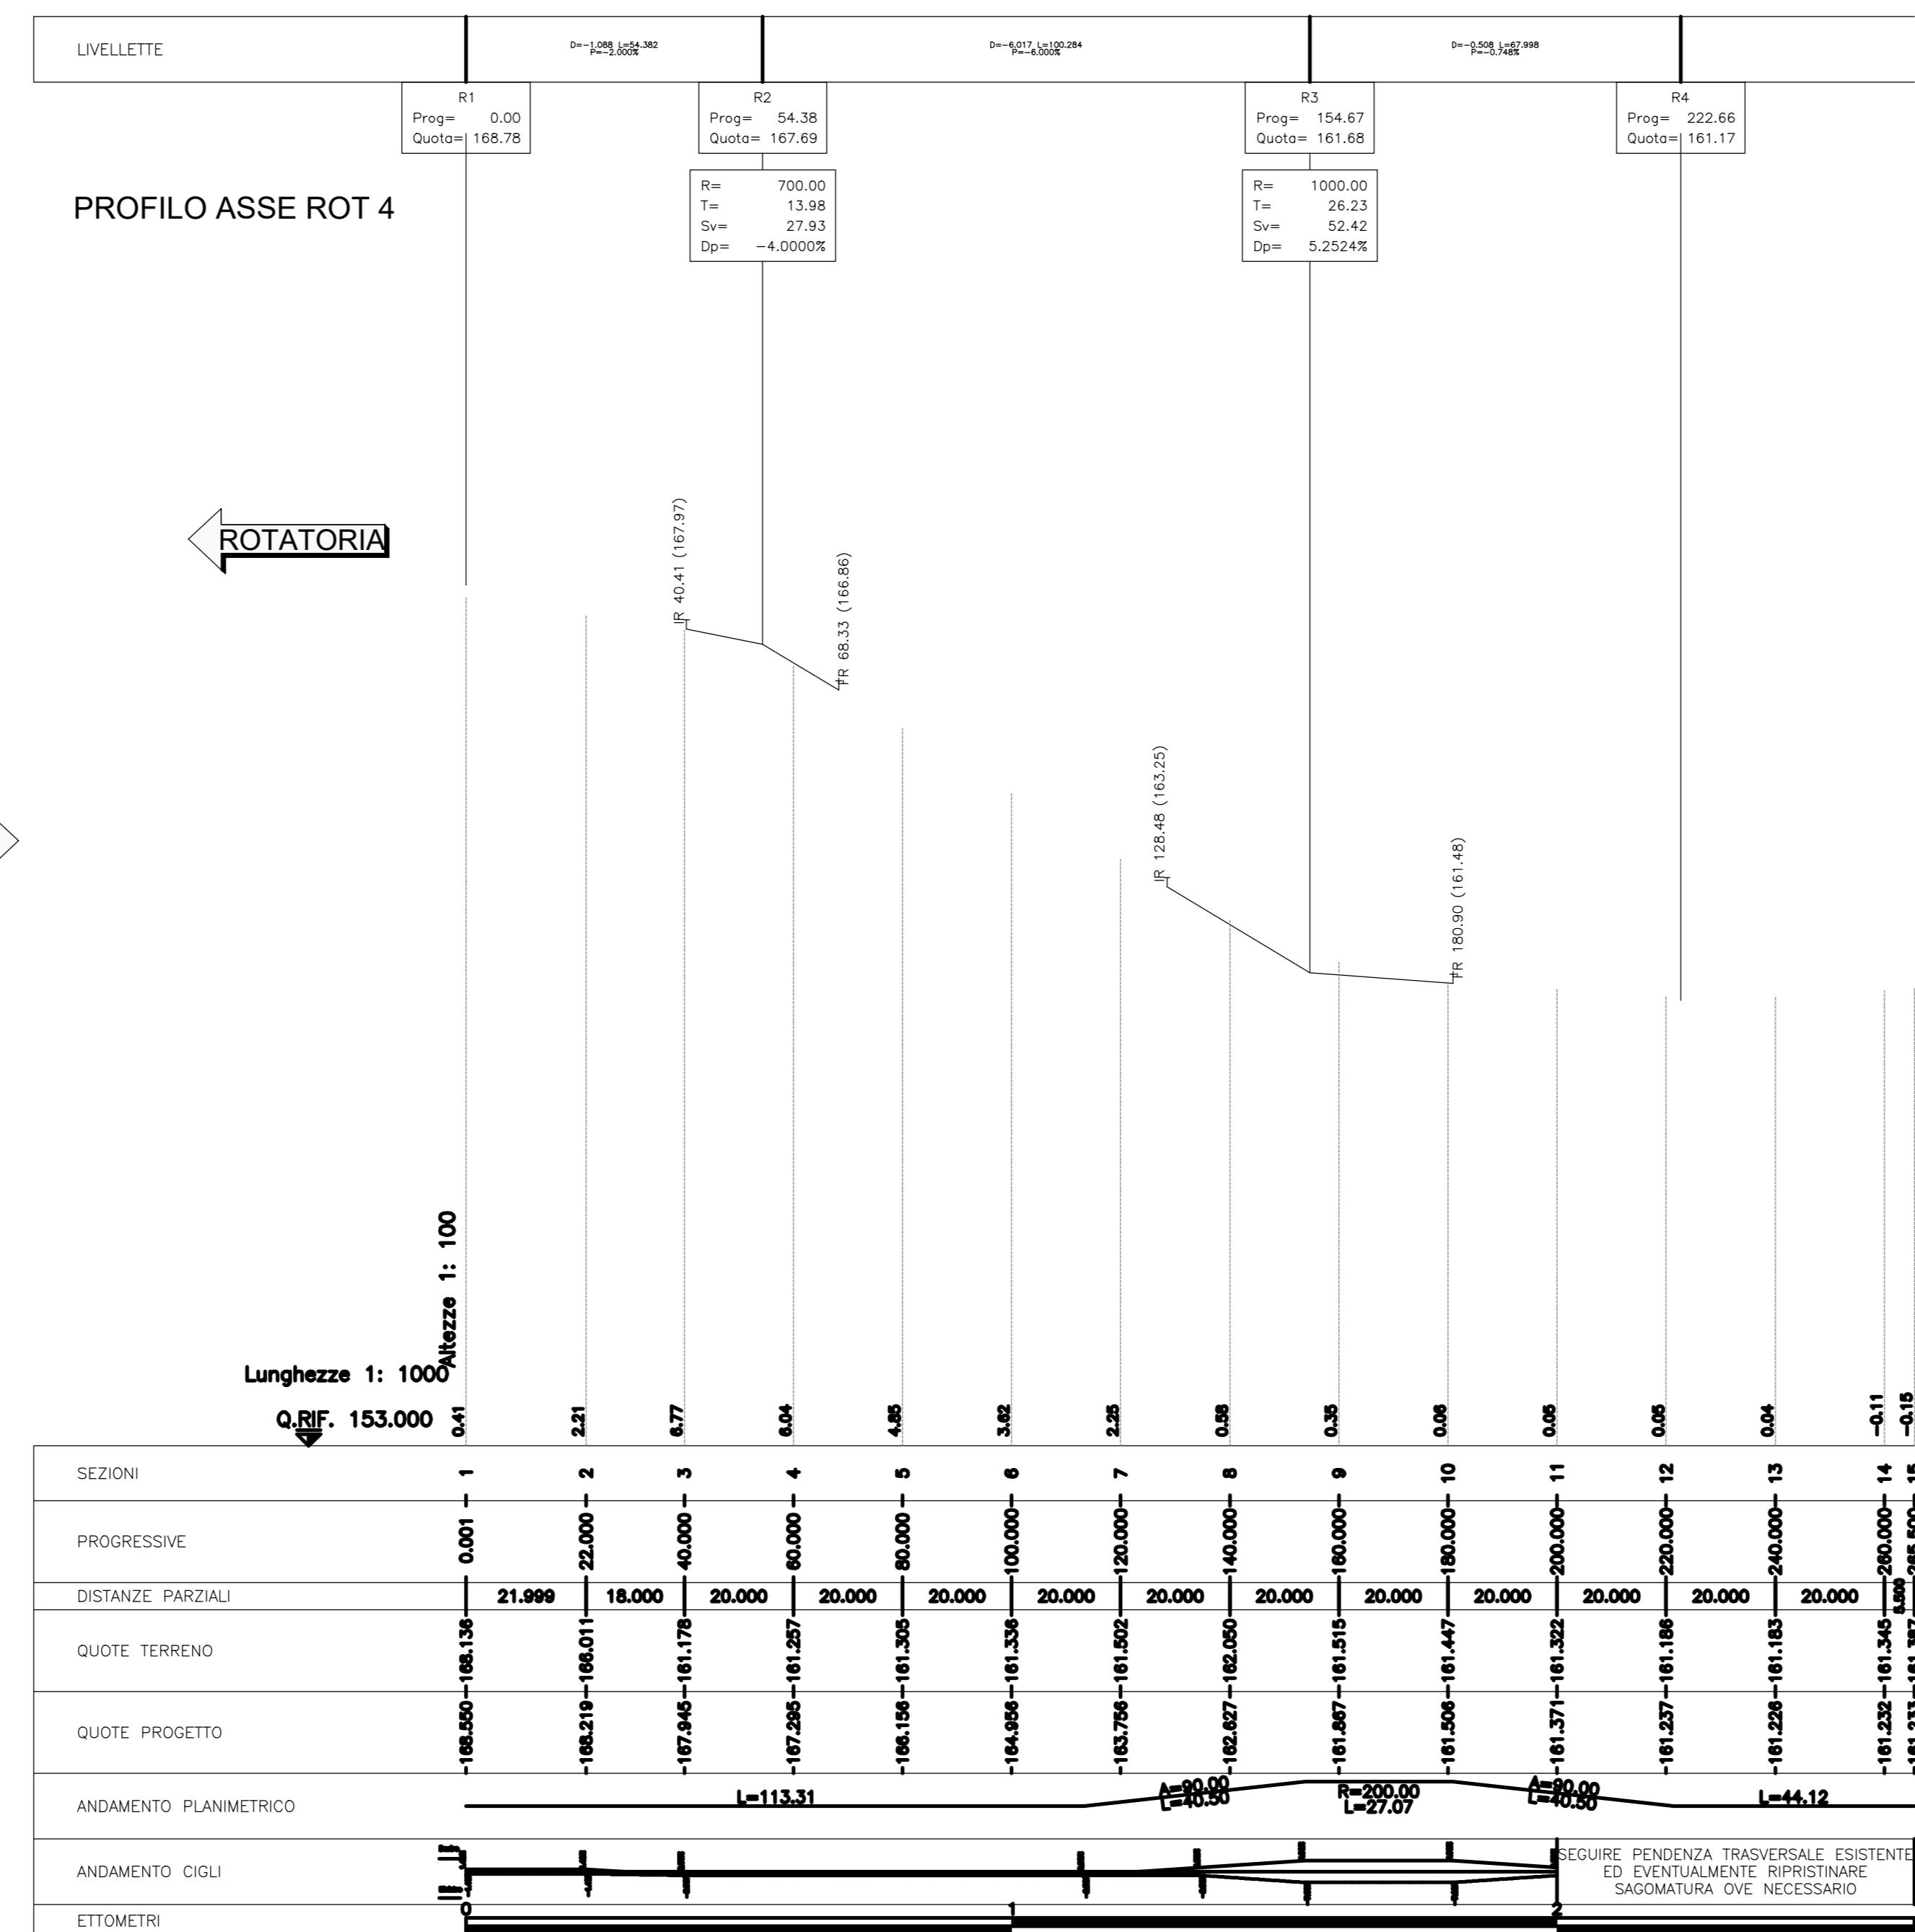 LIVELLETTE
D=-1.088 L=54.382
P=-2.000%
D=-6.017 L=100.284
P=-6.000%
D=-0.508 L=67.998
P=-0.748%
R1
Prog= 0.00
Quota= 168.78
R2
Prog= 54.38
Quota= 167.69
R3
Prog= 154.67
Quota= 161.68
R4
Prog= 222.66
Quota= 161.17
R= 700.00
T= 13.98
Sv= 27.93
Dp= -4.0000%
R= 1000.00
T= 26.23
Sv= 52.42
Dp= 5.2524%
PROFILO ASSE ROT 4
ROTATORIA
IR 40.41 (167.97)
FR 68.33 (166.86)
IR 128.48 (163.25)
FR 180.90 (161.48)
Altezze 1: 100
Lunghezze 1: 1000
Q.RIF. 153.000
0.41 2.21 6.77 6.04 4.85 3.62 2.25 0.58 0.35 0.06 0.05 0.05 0.04 -0.11 -0.15
SEZIONI 1 2 3 4 5 6 7 8 9 10 11 12 13 14 15
PROGRESSIVE 0.001 22.000 40.000 60.000 80.000 100.000 120.000 140.000 160.000 180.000 200.000 220.000 240.000 260.000 265.500
DISTANZE PARZIALI 21.999 18.000 20.000 20.000 20.000 20.000 20.000 20.000 20.000 20.000 20.000 20.000 20.000 5.500
QUOTE TERRENO 168.136 166.011 161.178 161.257 161.305 161.336 161.502 162.050 161.515 161.447 161.322 161.186 161.183 161.345
QUOTE PROGETTO 168.550 168.219 167.945 167.295 166.156 164.956 163.756 162.627 161.867 161.506 161.371 161.237 161.226 161.232 161.233
ANDAMENTO PLANIMETRICO
L=113.31
A=90.00
L=40.50
R=200.00
L=27.07
A=90.00
L=40.50
L=44.12
ANDAMENTO CIGLI
SEGUIRE PENDENZA TRASVERSALE ESISTENTE
ED EVENTUALMENTE RIPRISTINARE
SAGOMATURA OVE NECESSARIO
ETTOMETRI 0 1 2